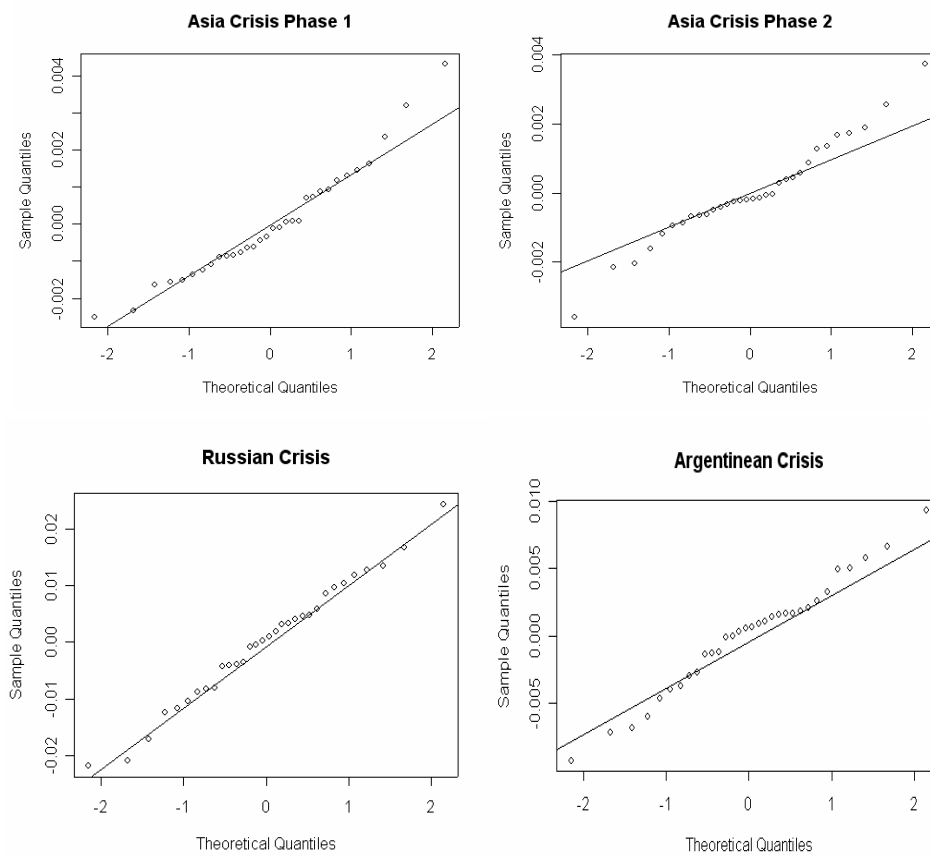 Asia Crisis Phase 1
Sample Quantiles
0.004
0.002
0.000
-0.002
-2 -1 0 1 2
Theoretical Quantiles
Asia Crisis Phase 2
Sample Quantiles
0.004
0.002
0.000
-0.002
-2 -1 0 1 2
Theoretical Quantiles
Russian Crisis
Sample Quantiles
0.02
0.01
0.00
-0.01
-0.02
-2 -1 0 1 2
Theoretical Quantiles
Argentinean Crisis
Sample Quantiles
0.010
0.005
0.000
-0.005
-2 -1 0 1 2
Theoretical Quantiles